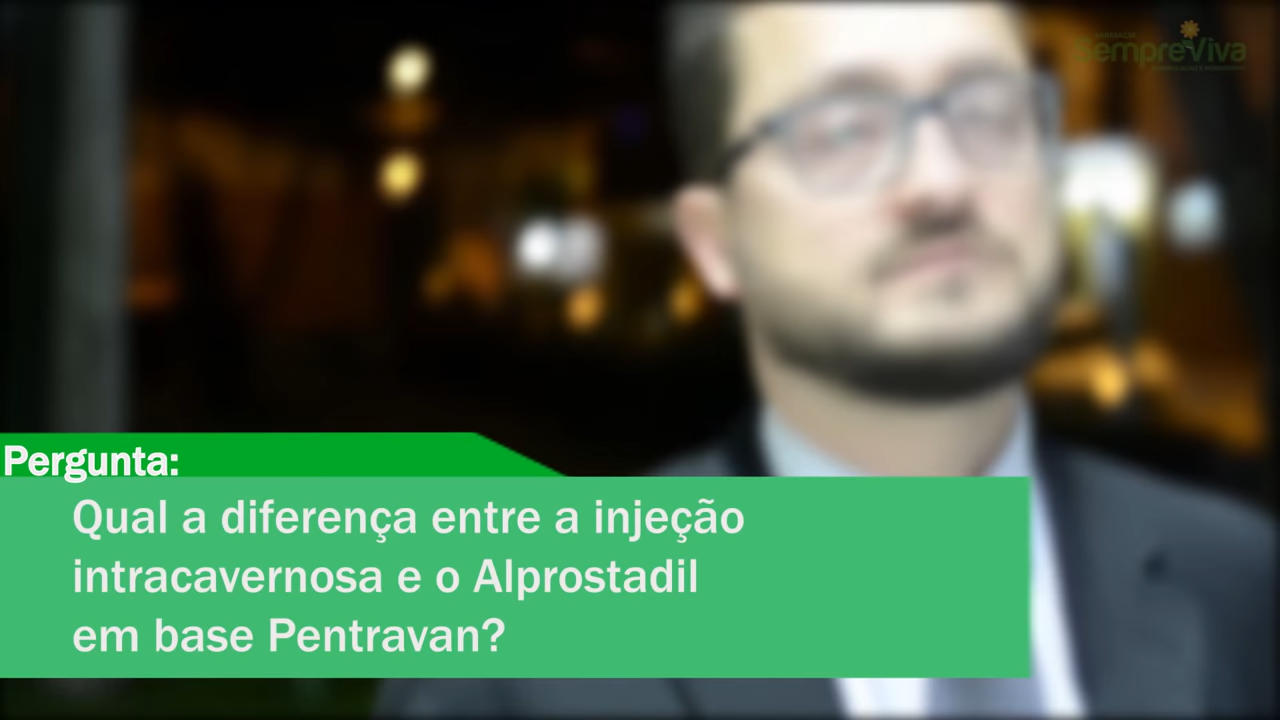 SempreViva
Pergunta:
Qual a diferença entre a injeção
intracavernosa e o Alprostadil
em base Pentravan?